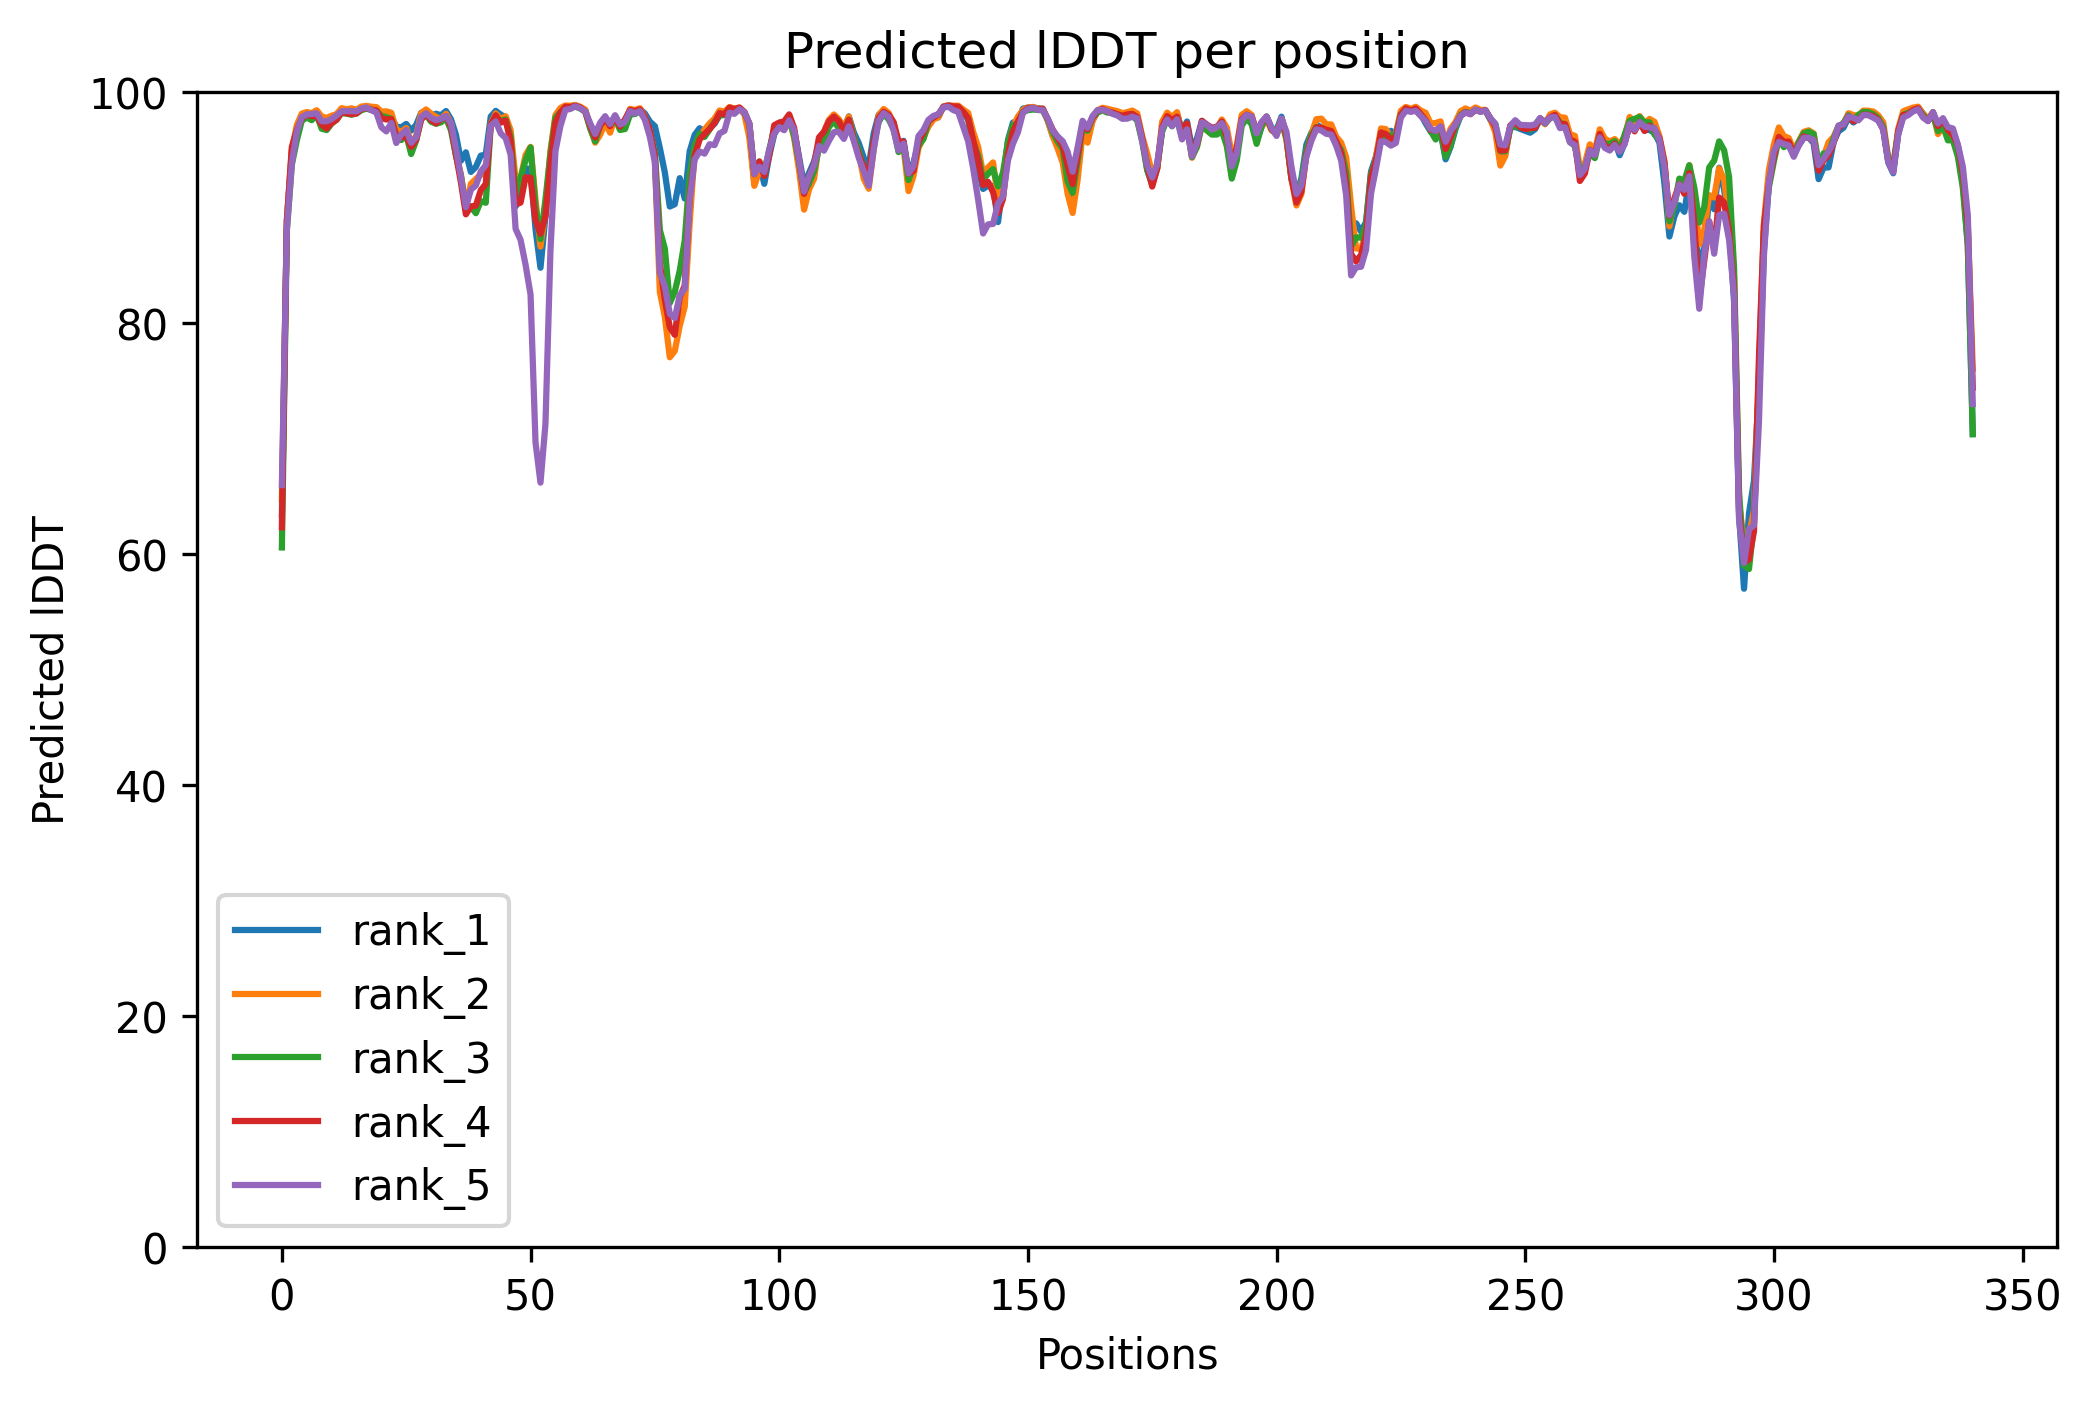 Predicted lDDT per position
Predicted lDDT
100
80
60
40
20
0
rank_1
rank_2
rank_3
rank_4
rank_5
0 50 100 150 200 250 300 350
Positions